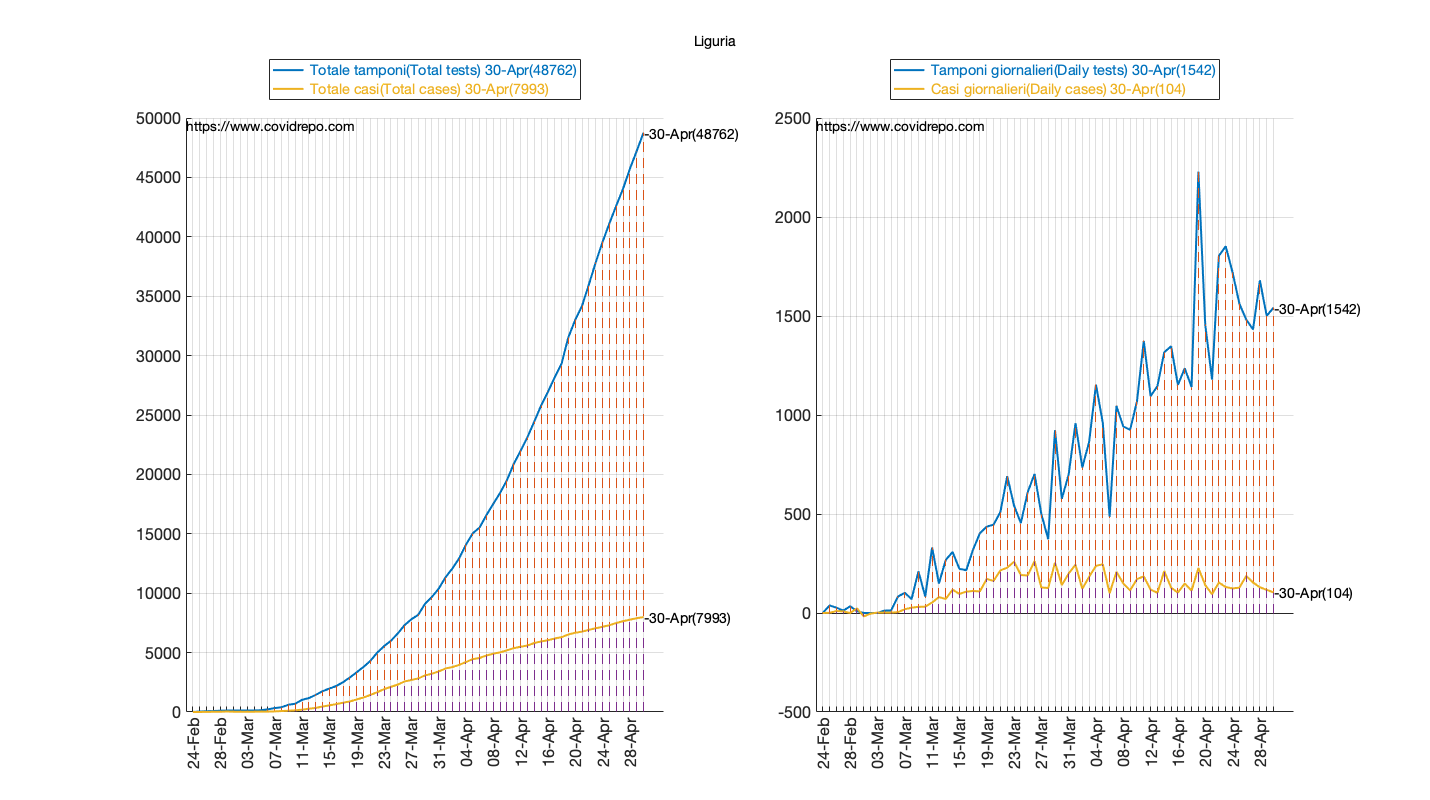 Liguria
Totale tamponi(Total tests) 30-Apr(48762)
Totale casi(Total cases) 30-Apr(7993)
https://www.covidrepo.com
50000
45000
40000
35000
30000
25000
20000
15000
10000
5000
0
-30-Apr(48762)
-30-Apr(7993)
24-Feb
28-Feb
03-Mar
07-Mar
11-Mar
15-Mar
19-Mar
23-Mar
27-Mar
31-Mar
04-Apr
08-Apr
12-Apr
16-Apr
20-Apr
24-Apr
28-Apr
Tamponi giornalieri(Daily tests) 30-Apr(1542)
Casi giornalieri(Daily cases) 30-Apr(104)
https://www.covidrepo.com
2500
2000
1500
1000
500
0
-500
-30-Apr(1542)
-30-Apr(104)
24-Feb
28-Feb
03-Mar
07-Mar
11-Mar
15-Mar
19-Mar
23-Mar
27-Mar
31-Mar
04-Apr
08-Apr
12-Apr
16-Apr
20-Apr
24-Apr
28-Apr